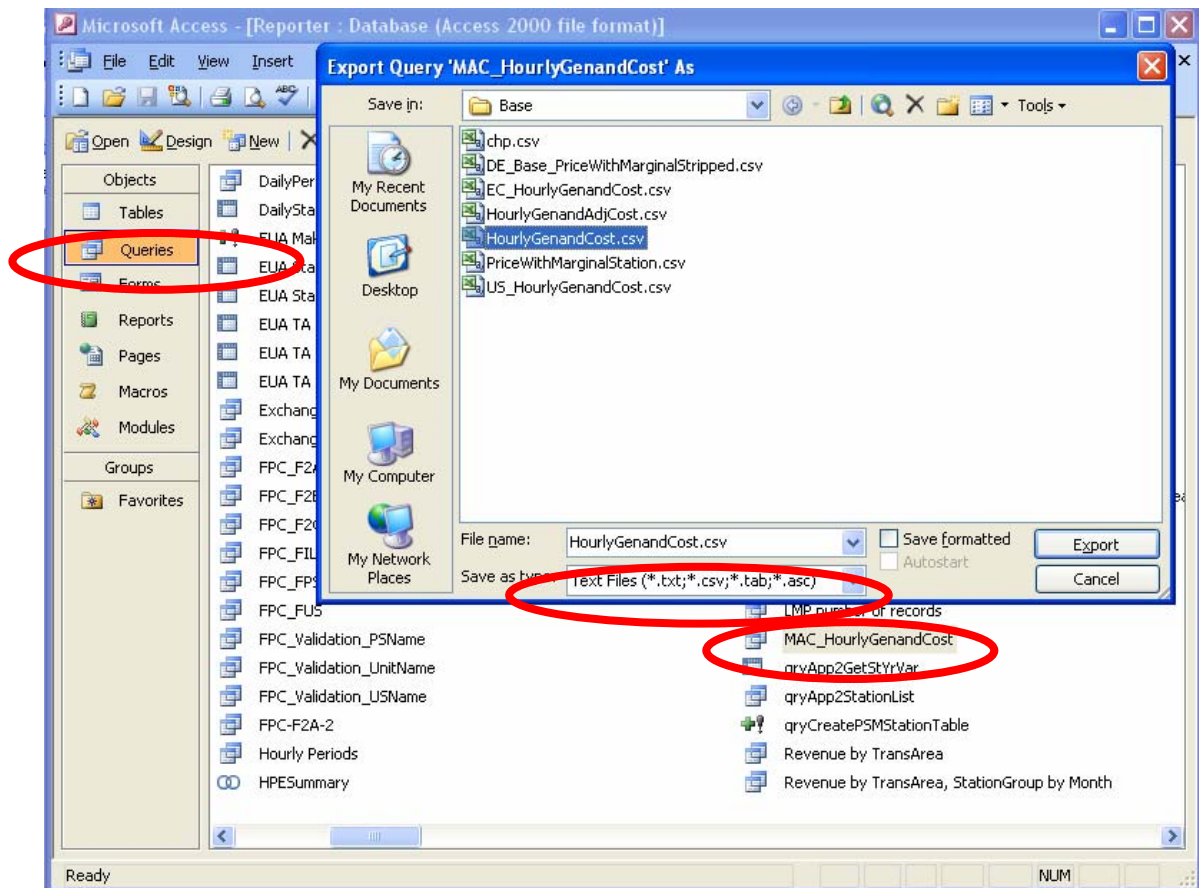 Microsoft Access - [Reporter : Database (Access 2000 file format)]
File Edit View Insert
Open Design New
Objects
Tables
Queries
Forms
Reports
Pages
Macros
Modules
Groups
Favorites
DailyPer
DailySta
EUA Mak
EUA Sta
EUA Sta
EUA TA
EUA TA
EUA TA
Exchang
Exchang
FPC_F2A
FPC_F2B
FPC_F2C
FPC_FIL
FPC_FPS
FPC_FUS
FPC_Validation_PSName
FPC_Validation_UnitName
FPC_Validation_USName
FPC-F2A-2
Hourly Periods
HPESummary
Export Query 'MAC_HourlyGenandCost' As
Save in: Base Tools
My Recent Documents
Desktop
My Documents
My Computer
My Network Places
chp.csv
DE_Base_PriceWithMarginalStripped.csv
EC_HourlyGenandCost.csv
HourlyGenandAdjCost.csv
HourlyGenandCost.csv
PriceWithMarginalStation.csv
US_HourlyGenandCost.csv
File name: HourlyGenandCost.csv Save formatted Export
Autostart
Save as type: Text Files (*.txt;*.csv;*.tab;*.asc) Cancel
LMP number of records
MAC_HourlyGenandCost
qryApp2GetStYrVar
qryApp2StationList
qryCreatePSMStationTable
Revenue by TransArea
Revenue by TransArea, StationGroup by Month
Ready NUM